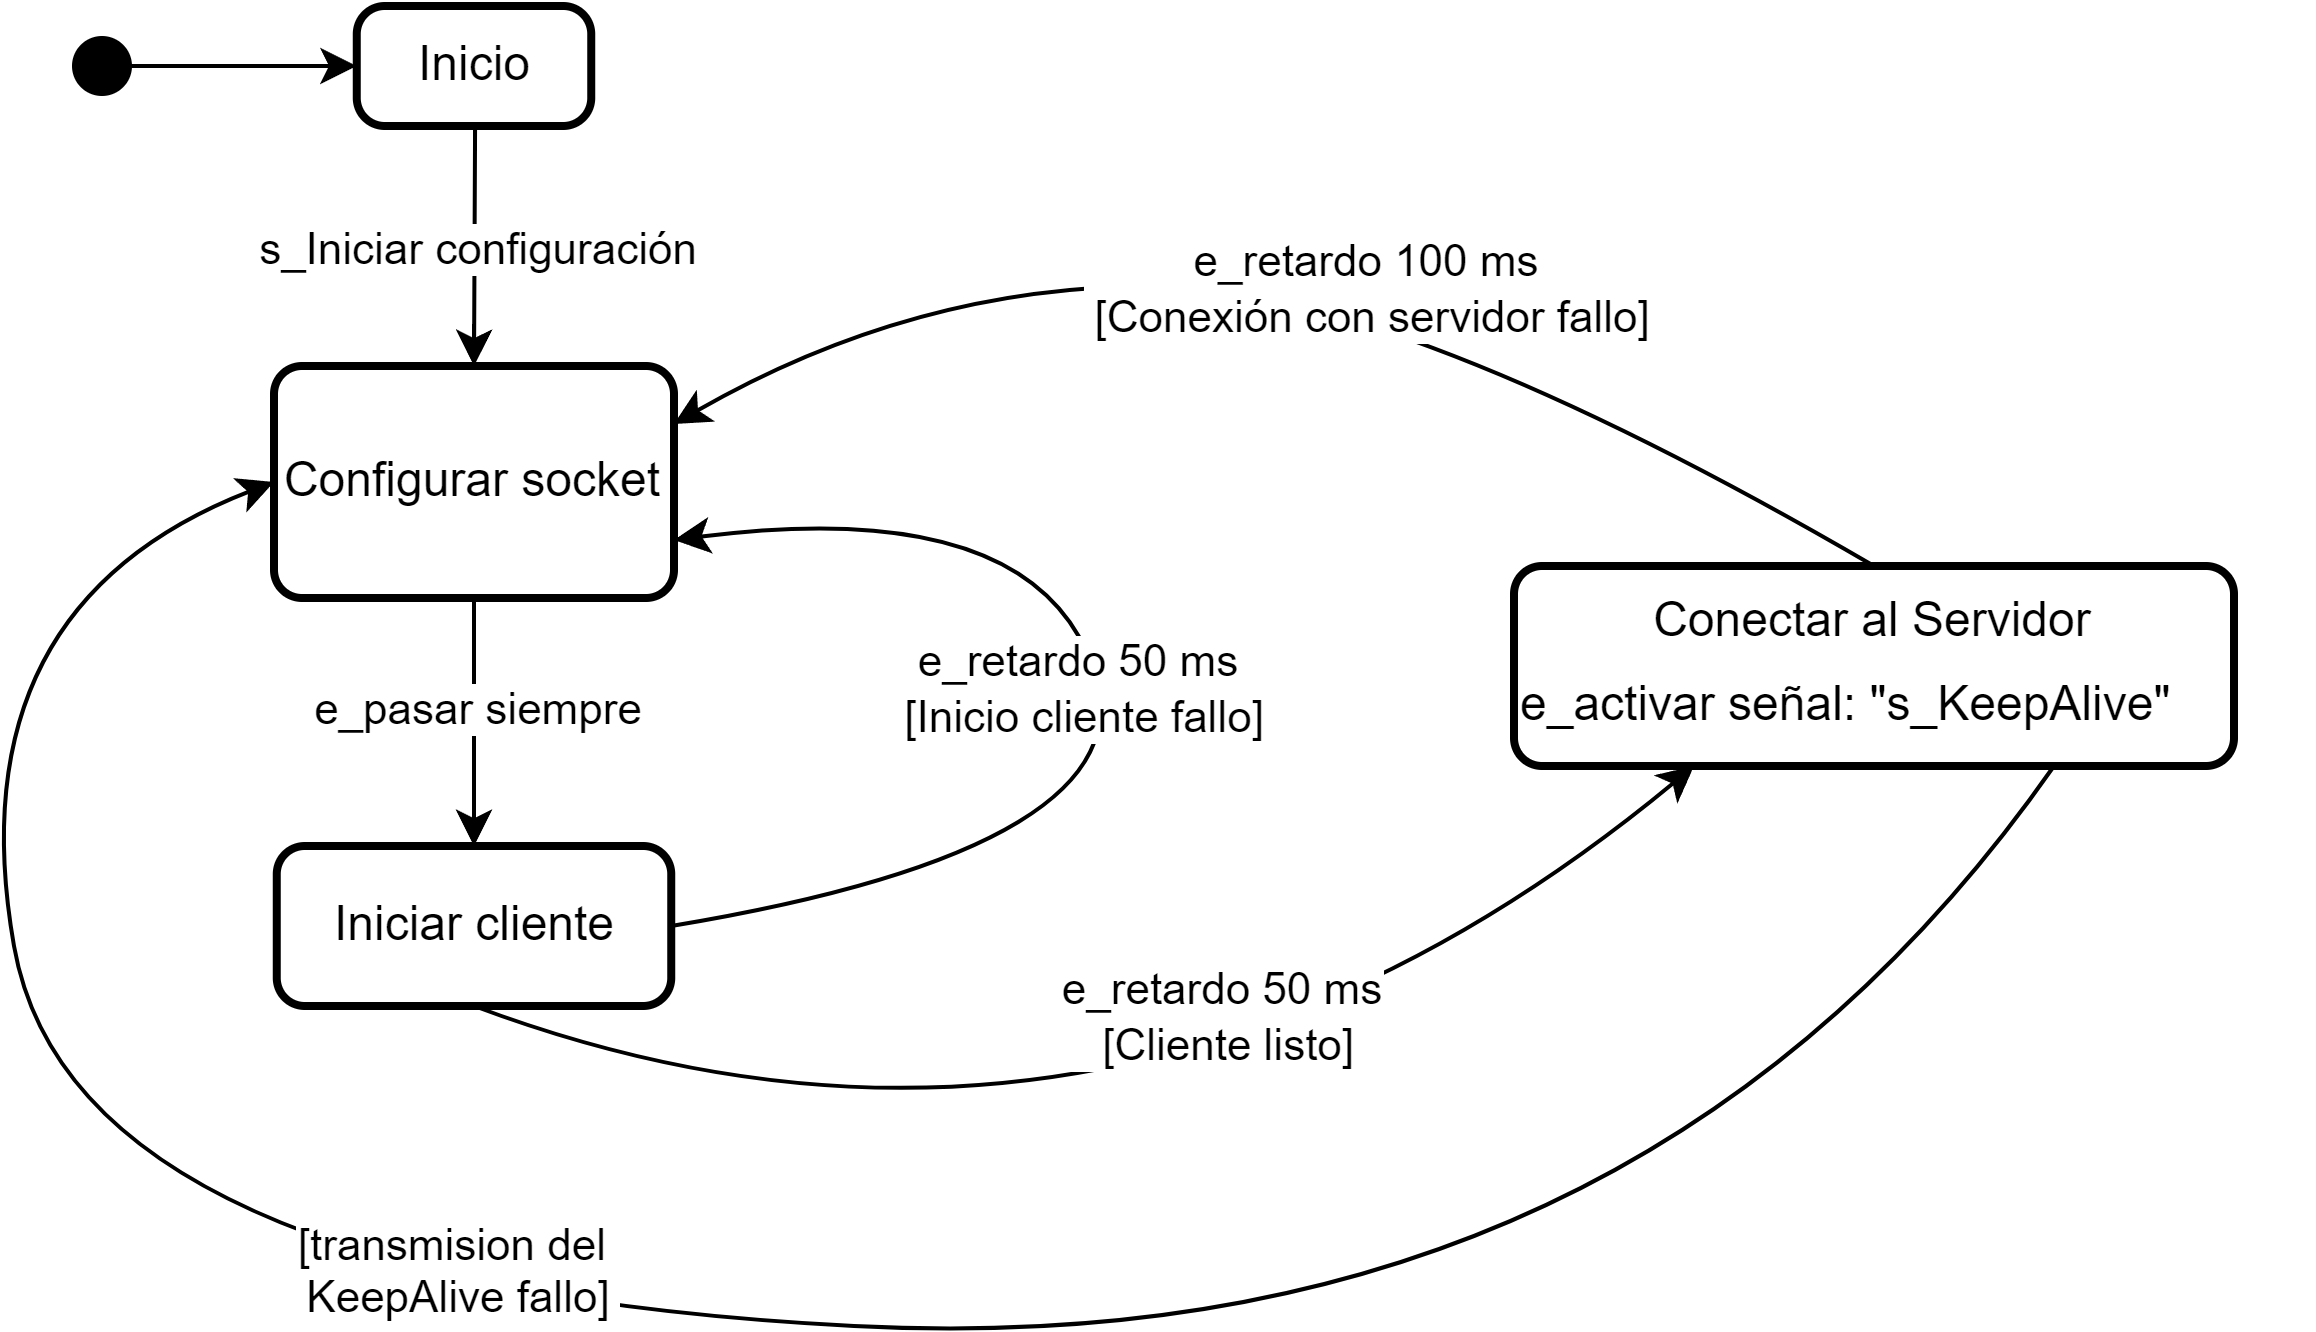 Inicio
s_Iniciar configuración
e_retardo 100 ms
[Conexión con servidor fallo]
Configurar socket
e_retardo 50 ms
[Inicio cliente fallo]
Conectar al Servidor
e_activar señal: "s_KeepAlive"
e_pasar siempre
Iniciar cliente
e_retardo 50 ms
[Cliente listo]
[transmision del
KeepAlive fallo]